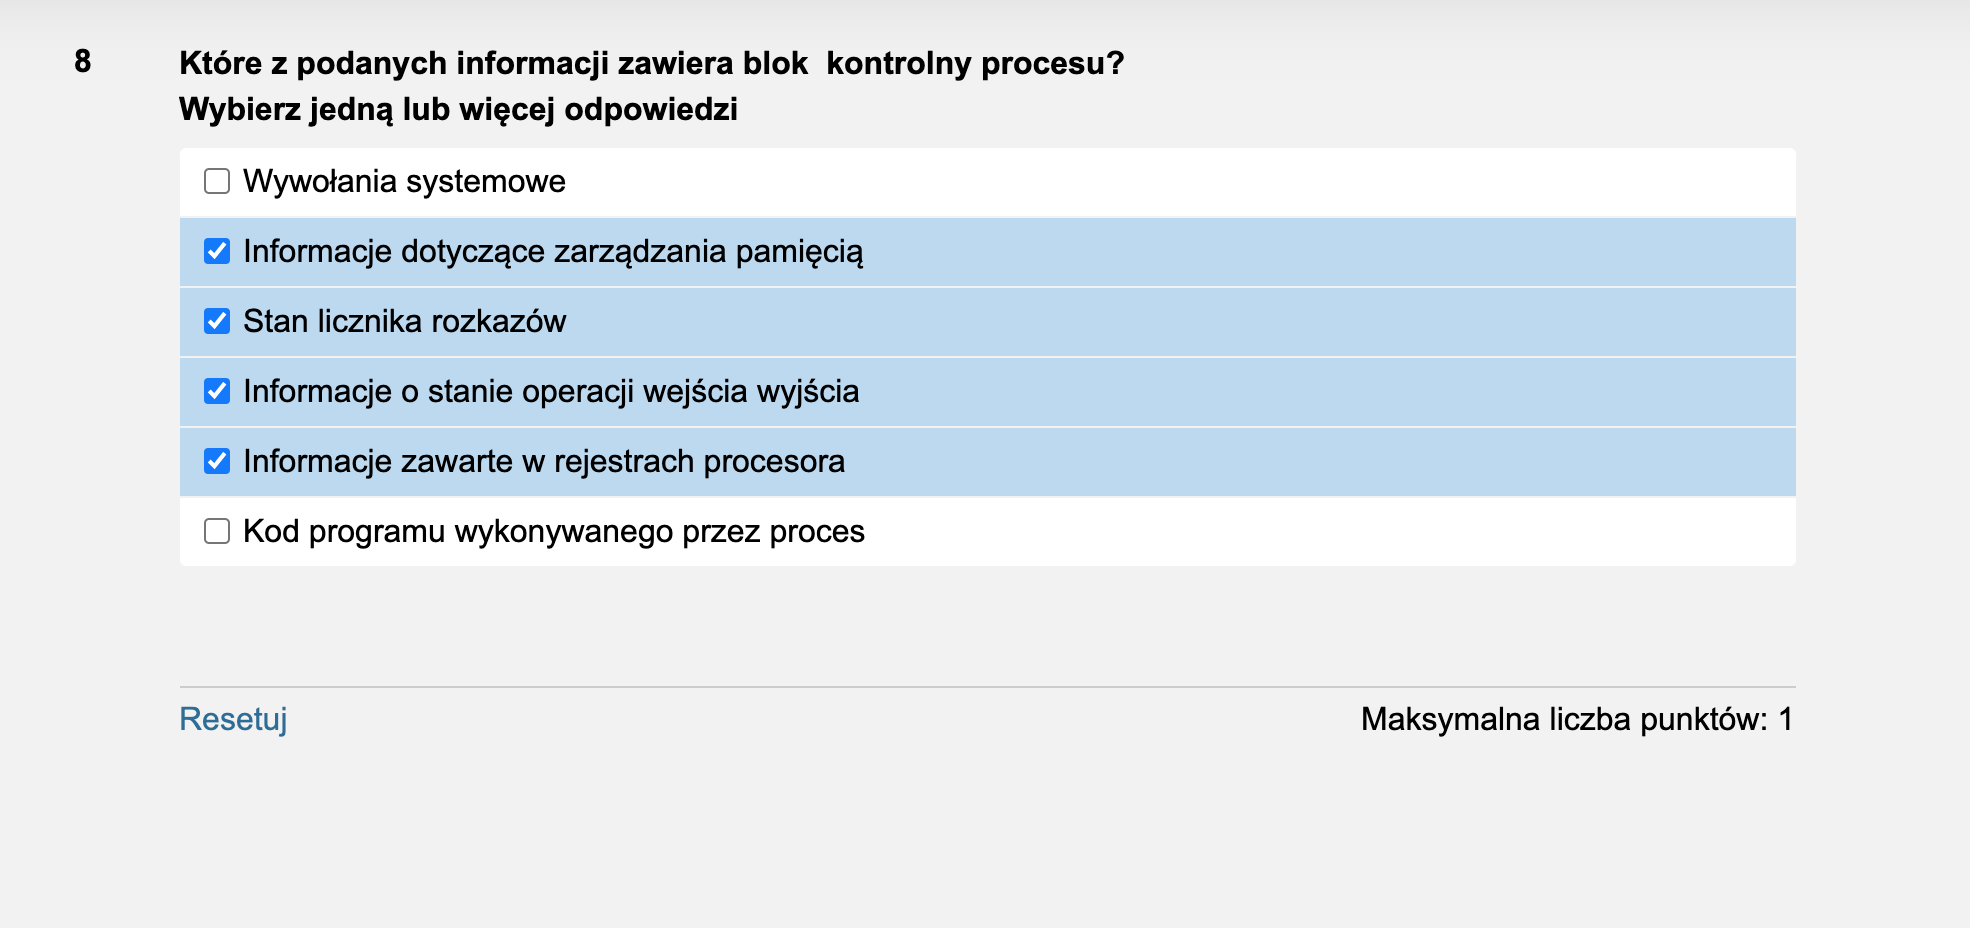 8
Które z podanych informacji zawiera blok  kontrolny procesu?
Wybierz jedną lub więcej odpowiedzi
Wywołania systemowe
Informacje dotyczące zarządzania pamięcią
Stan licznika rozkazów
Informacje o stanie operacji wejścia wyjścia
Informacje zawarte w rejestrach procesora
Kod programu wykonywanego przez proces
Resetuj
Maksymalna liczba punktów: 1